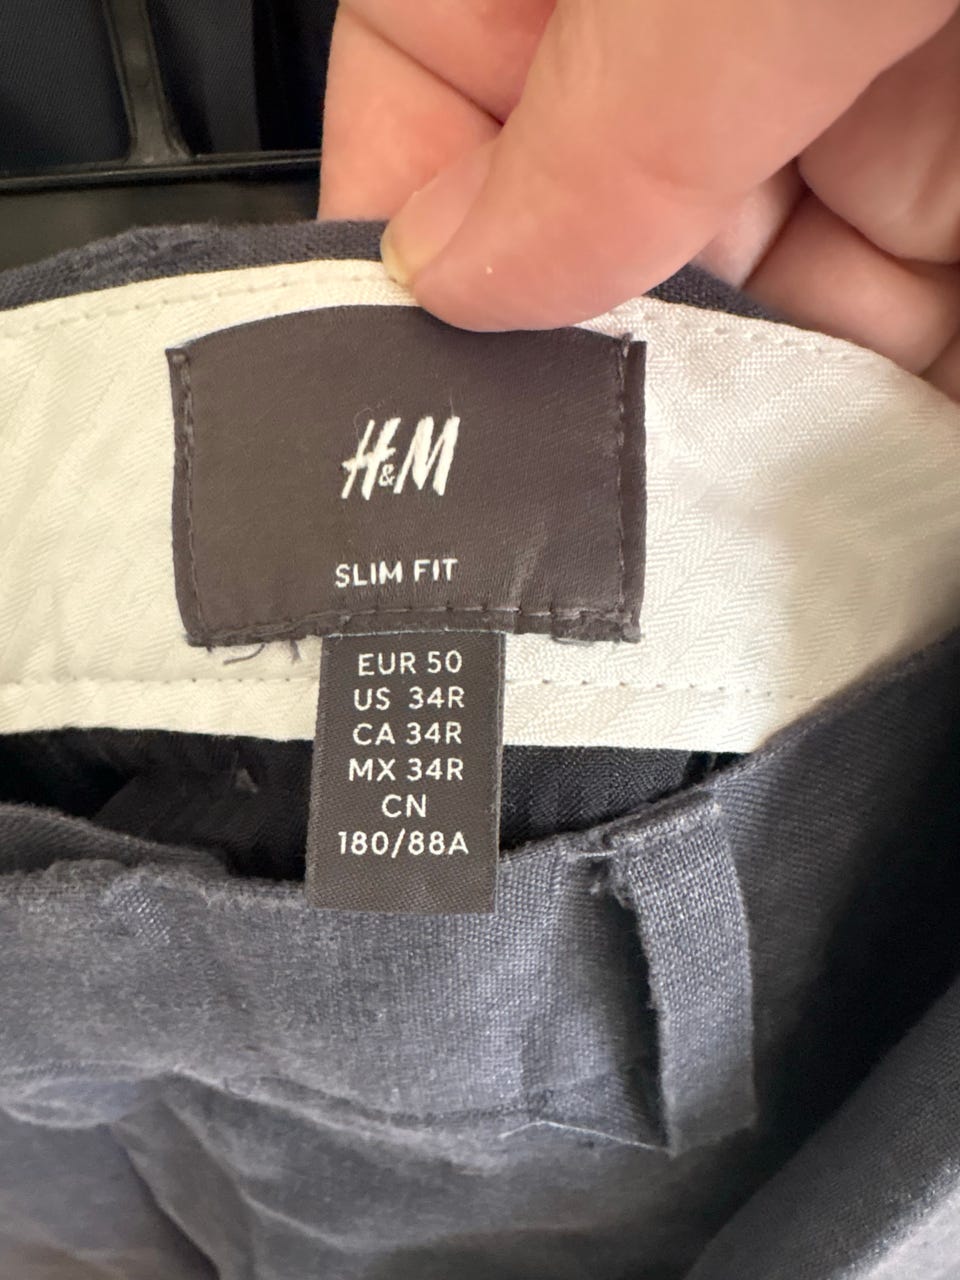 H&M
SLIM FIT
EUR 50
US 34R
CA 34R
MX 34R
CN
180/88A